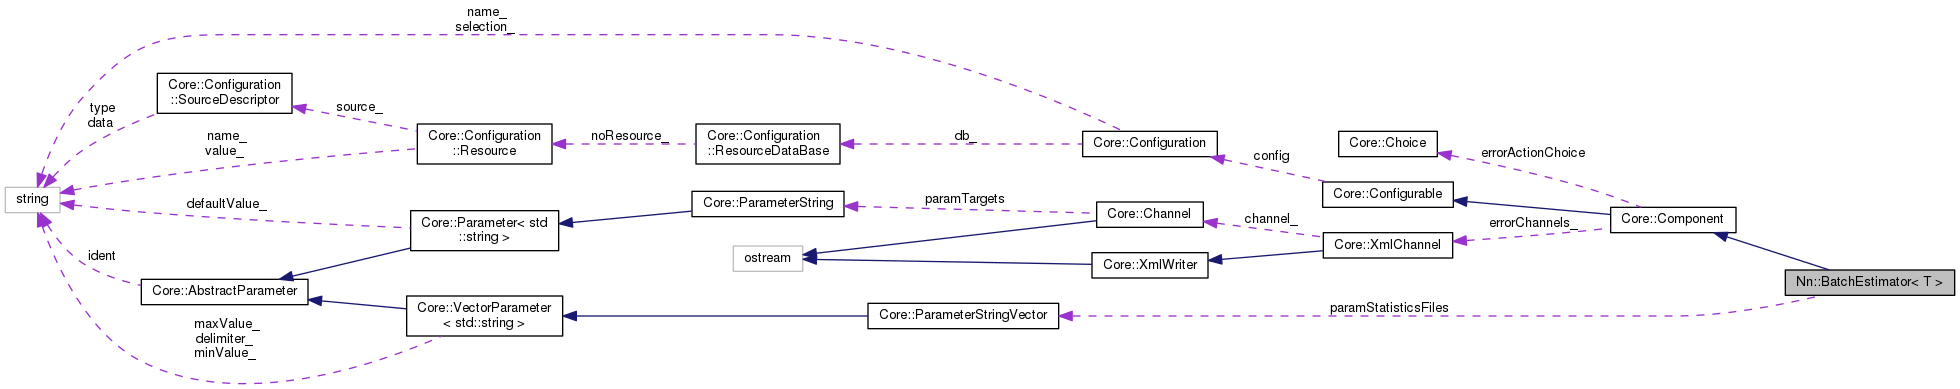 name_
selection_
Core::Configuration
::SourceDescriptor
type
data
source_
name_
value_
Core::Configuration
::Resource
noResource_
Core::Configuration
::ResourceDataBase
db_
Core::Configuration
config
Core::Choice
errorActionChoice
Core::Configurable
string
defaultValue_
Core::Parameter< std
::string >
Core::ParameterString
paramTargets
Core::Channel
channel_
Core::XmlChannel
errorChannels_
Core::Component
ident
Core::AbstractParameter
ostream
Core::XmlWriter
Nn::BatchEstimator< T >
maxValue_
delimiter_
minValue_
Core::VectorParameter
< std::string >
Core::ParameterStringVector
paramStatisticsFiles